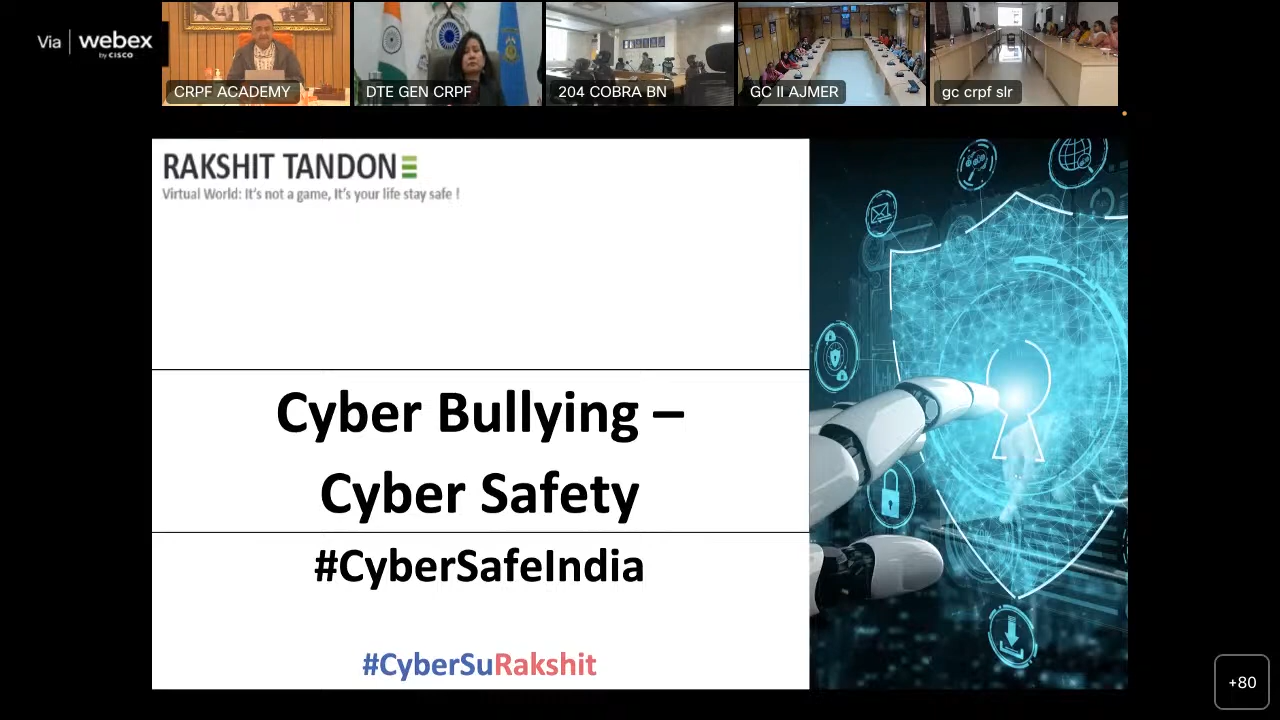 Via | webex
by CISCO
CRPF ACADEMY
DTE GEN CRPF
204 COBRA BN
GC II AJMER
gc crpf slr
RAKSHIT TANDON
Virtual World: It's not a game, It's your life stay safe !
Cyber Bullying –
Cyber Safety
#CyberSafeIndia
#CyberSuRakshit
+80